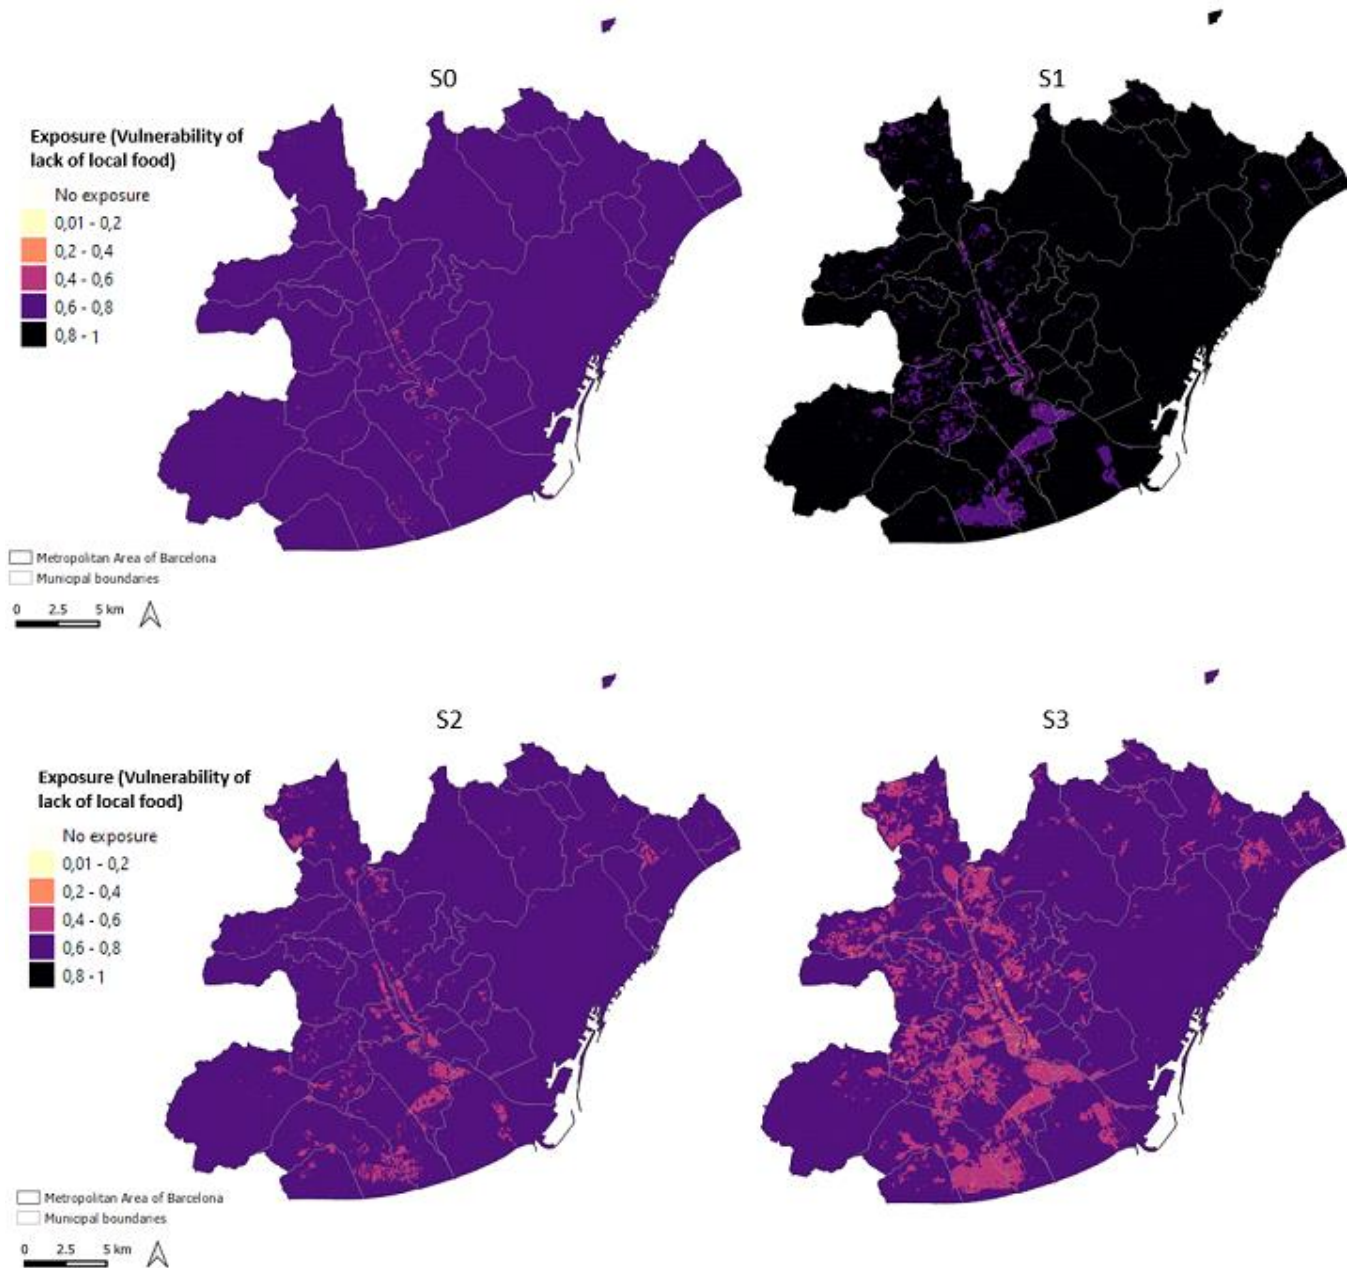 S0
S1
Exposure (Vulnerability of
lack of local food)
No exposure
0,01 - 0,2
0,2 - 0,4
0,4 - 0,6
0,6 - 0,8
0,8 - 1
Metropolitan Area of Barcelona
Municipal boundaries
0 2.5 5 km
S2
S3
Exposure (Vulnerability of
lack of local food)
No exposure
0,01 - 0,2
0,2 - 0,4
0,4 - 0,6
0,6 - 0,8
0,8 - 1
Metropolitan Area of Barcelona
Municipal boundaries
0 2.5 5 km